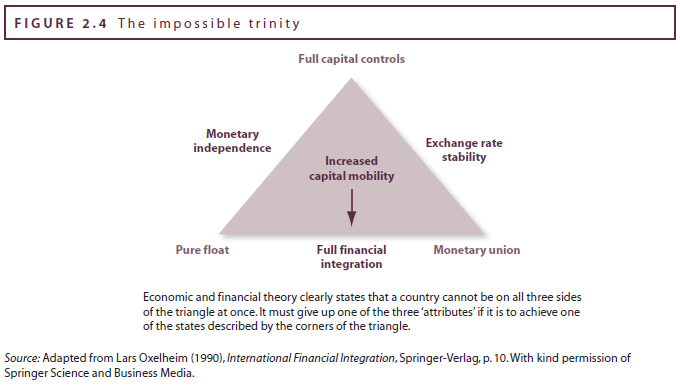 FIGURE 2.4 The impossible trinity
Full capital controls
Monetary
independence
Exchange rate
stability
Increased
capital mobility
Pure float
Full financial
integration
Monetary union
Economic and financial theory clearly states that a country cannot be on all three sides
of the triangle at once. It must give up one of the three ‘attributes’ if it is to achieve one
of the states described by the corners of the triangle.
Source: Adapted from Lars Oxelheim (1990), International Financial Integration, Springer-Verlag, p. 10. With kind permission of
Springer Science and Business Media.